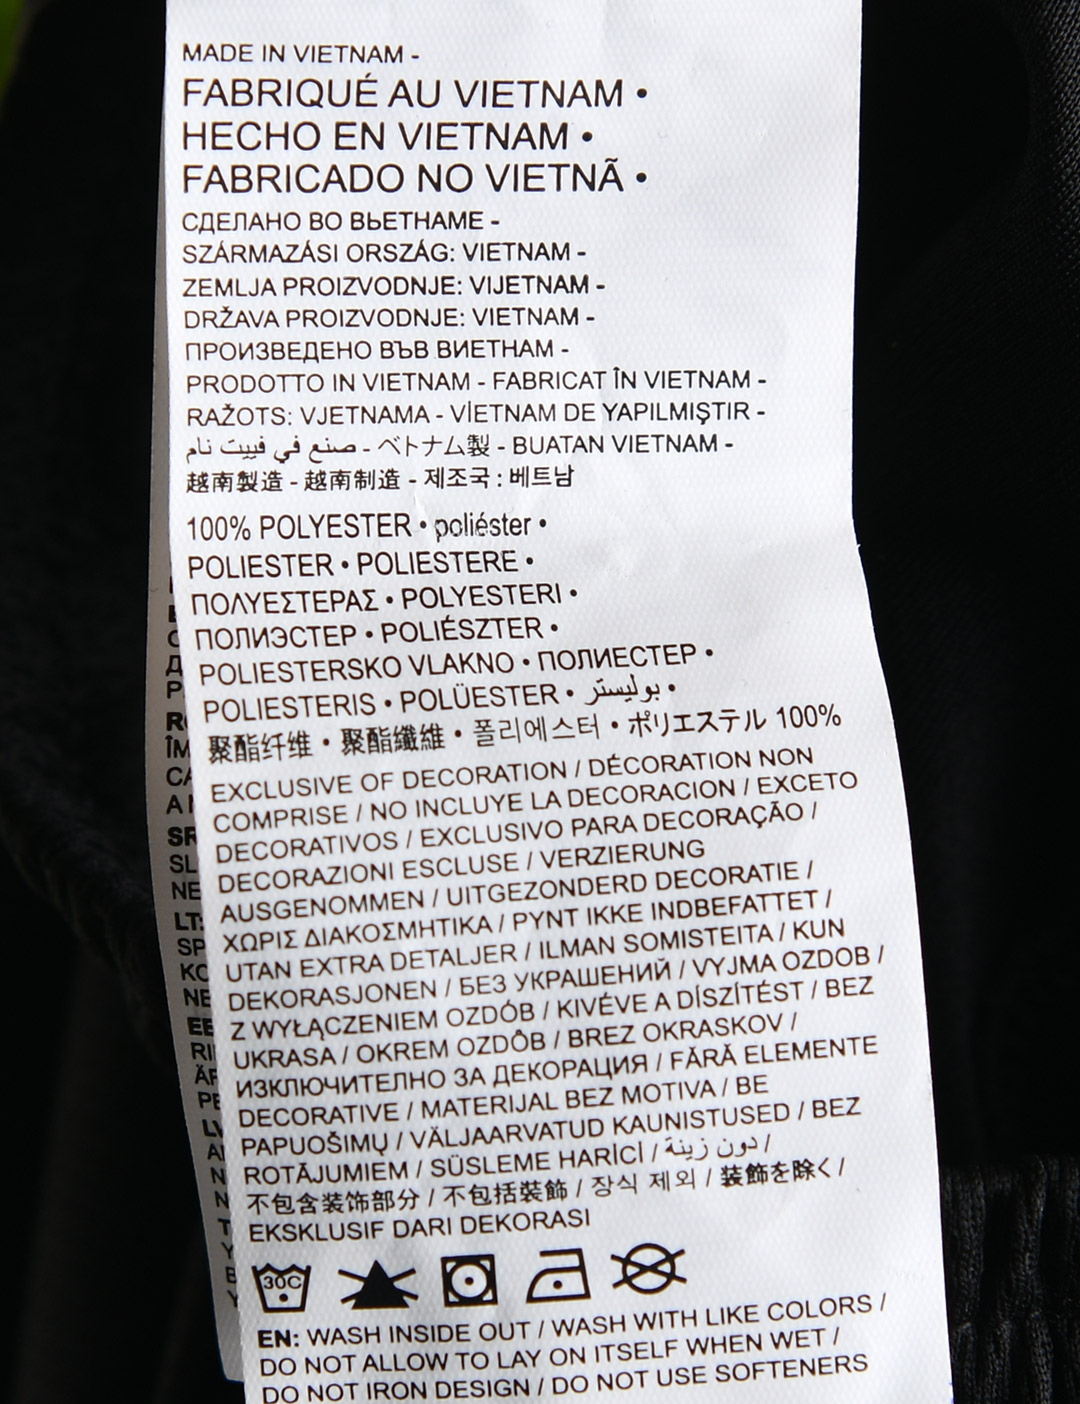 MADE IN VIETNAM -
FABRIQUÉ AU VIETNAM •
HECHO EN VIETNAM •
FABRICADO NO VIETNÃ •
СДЕЛАНО ВО ВЬЕТНАМЕ -
SZÁRMAZÁSI ORSZÁG: VIETNAM -
ZEMLJA PROIZVODNJE: VIJETNAM -
DRŽAVA PROIZVODNJE: VIETNAM -
ПРОИЗВЕДЕНО ВЪВ ВИЕТНАМ -
PRODOTTO IN VIETNAM - FABRICAT ÎN VIETNAM -
RAŽOTS: VJETNAMA - VİETNAM DE YAPILMIŞTIR -
صنع في فييت نام - ベトナム製 - BUATAN VIETNAM -
越南製造 - 越南制造 - 제조국 : 베트남
100% POLYESTER • poliéster •
POLIESTER • POLIESTERE •
ΠΟΛΥΕΣΤΕΡΑΣ • POLYESTERI •
ПОЛИЭСТЕР • POLIÉSZTER •
POLIESTERSKO VLAKNO • ПОЛИЕСТЕР •
POLIESTERIS • POLÜESTER • بوليستر •
聚酯纤维 • 聚酯纖維 • 폴리에스터 • ポリエステル 100%
EXCLUSIVE OF DECORATION / DÉCORATION NON
COMPRISE / NO INCLUYE LA DECORACION / EXCETO
DECORATIVOS / EXCLUSIVO PARA DECORAÇÃO /
DECORAZIONI ESCLUSE / VERZIERUNG
AUSGENOMMEN / UITGEZONDERD DECORATIE /
ΧΩΡΙΣ ΔΙΑΚΟΣΜΗΤΙΚΑ / PYNT IKKE INDBEFATTET /
UTAN EXTRA DETALJER / ILMAN SOMISTEITA / KUN
DEKORASJONEN / БЕЗ УКРАШЕНИЙ / VYJMA OZDOB /
Z WYŁĄCZENIEM OZDÓB / KIVÉVE A DÍSZÍTÉST / BEZ
UKRASA / OKREM OZDÔB / BREZ OKRASKOV /
ИЗКЛЮЧИТЕЛНО ЗА ДЕКОРАЦИЯ / FĂRĂ ELEMENTE
DECORATIVE / MATERIJAL BEZ MOTIVA / BE
PAPUOŠIMŲ / VÄLJAARVATUD KAUNISTUSED / BEZ
ROTĀJUMIEM / SÜSLEME HARİCİ / دون زينة /
不包含装饰部分 / 不包括裝飾 / 장식 제외 / 装飾を除く /
EKSKLUSIF DARI DEKORASI
30C
EN: WASH INSIDE OUT / WASH WITH LIKE COLORS /
DO NOT ALLOW TO LAY ON ITSELF WHEN WET /
DO NOT IRON DESIGN / DO NOT USE SOFTENERS